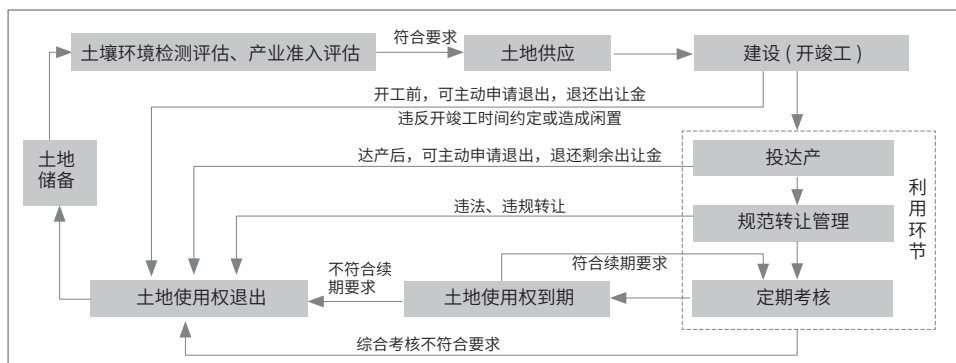 土壤环境检测评估、产业准入评估
符合要求
土地供应
建设(开竣工)
开工前，可主动申请退出，退还出让金
违反开竣工时间约定或造成闲置
土地
储备
达产后，可主动申请退出，退还剩余出让金
投达产
利用环节
违法、违规转让
规范转让管理
不符合续
期要求
符合续期要求
土地使用权退出
土地使用权到期
定期考核
综合考核不符合要求